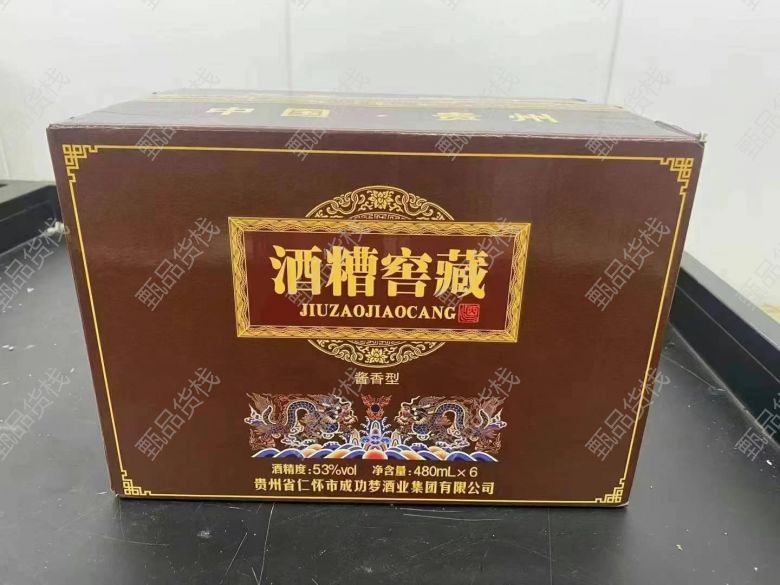 中国·贵州
酒糟窖藏
JIUZAOJIAOCANG
酱香型
酒精度:53%vol 净含量:480mL×6
贵州省仁怀市成功梦酒业集团有限公司
甄品货栈